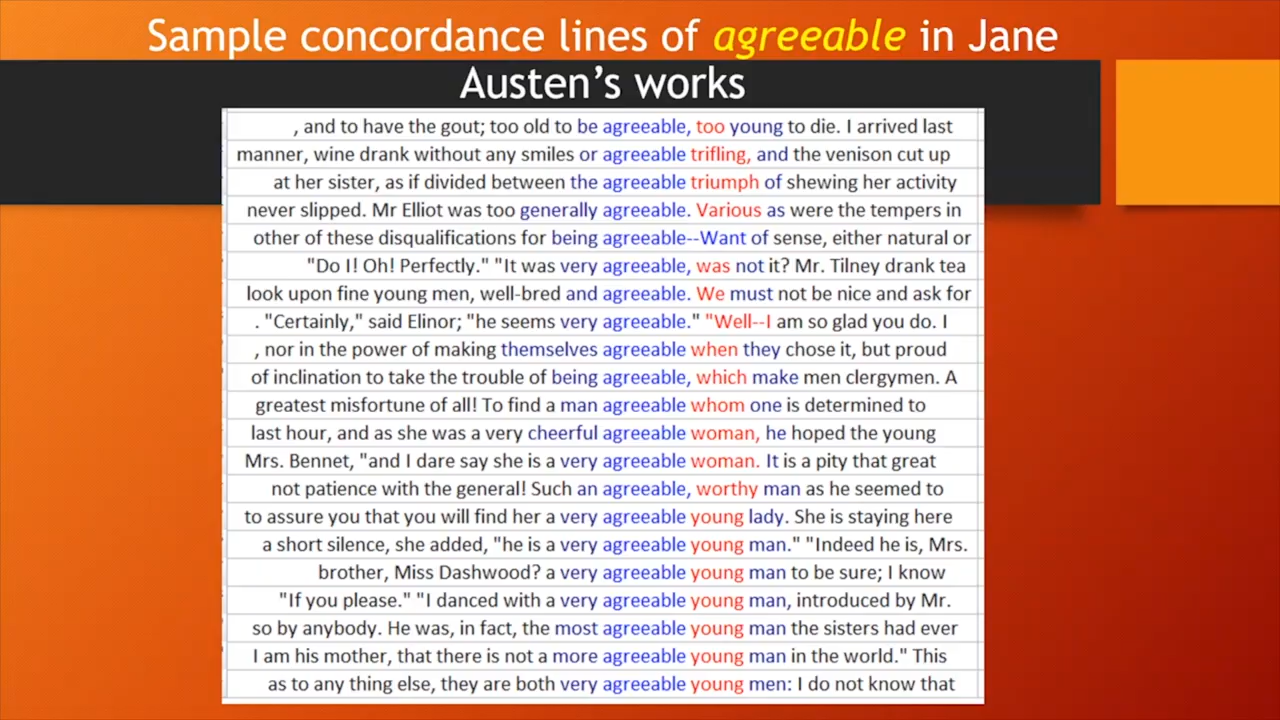 Sample concordance lines of agreeable in Jane
Austen's works
, and to have the gout; too old to be agreeable, too young to die. I arrived last
manner, wine drank without any smiles or agreeable trifling, and the venison cut up
at her sister, as if divided between the agreeable triumph of shewing her activity
never slipped. Mr Elliot was too generally agreeable. Various as were the tempers in
other of these disqualifications for being agreeable--Want of sense, either natural or
"Do I! Oh! Perfectly." "It was very agreeable, was not it? Mr. Tilney drank tea
look upon fine young men, well-bred and agreeable. We must not be nice and ask for
. "Certainly," said Elinor; "he seems very agreeable." "Well--I am so glad you do. I
, nor in the power of making themselves agreeable when they chose it, but proud
of inclination to take the trouble of being agreeable, which make men clergymen. A
greatest misfortune of all! To find a man agreeable whom one is determined to
last hour, and as she was a very cheerful agreeable woman, he hoped the young
Mrs. Bennet, "and I dare say she is a very agreeable woman. It is a pity that great
not patience with the general! Such an agreeable, worthy man as he seemed to
to assure you that you will find her a very agreeable young lady. She is staying here
a short silence, she added, "he is a very agreeable young man." "Indeed he is, Mrs.
brother, Miss Dashwood? a very agreeable young man to be sure; I know
"If you please." "I danced with a very agreeable young man, introduced by Mr.
so by anybody. He was, in fact, the most agreeable young man the sisters had ever
I am his mother, that there is not a more agreeable young man in the world." This
as to any thing else, they are both very agreeable young men: I do not know that